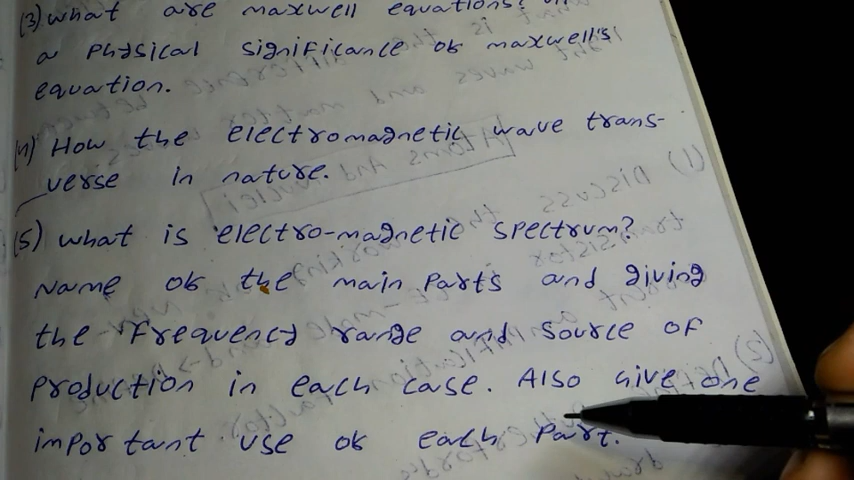 (3) what are maxwell equations?
a physical significance of maxwell's
equation.
(4) How the electromagnetic wave trans-
verse in nature.
(5) what is electro-magnetic spectrum?
Name of the main parts and giving
the frequency range and source of
production in each case. Also give one
important use of each part.